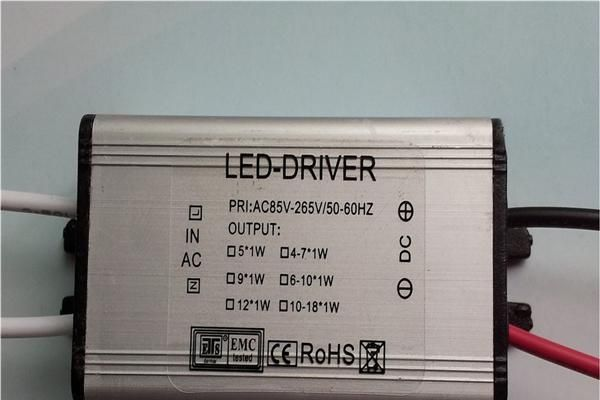 LED-DRIVER
PRI:AC85V-265V/50-60HZ
OUTPUT:
L
IN
AC
N
5*1W 4-7*1W
9*1W 6-10*1W
12*1W 10-18*1W
DC
EMC
tested
CE RoHS